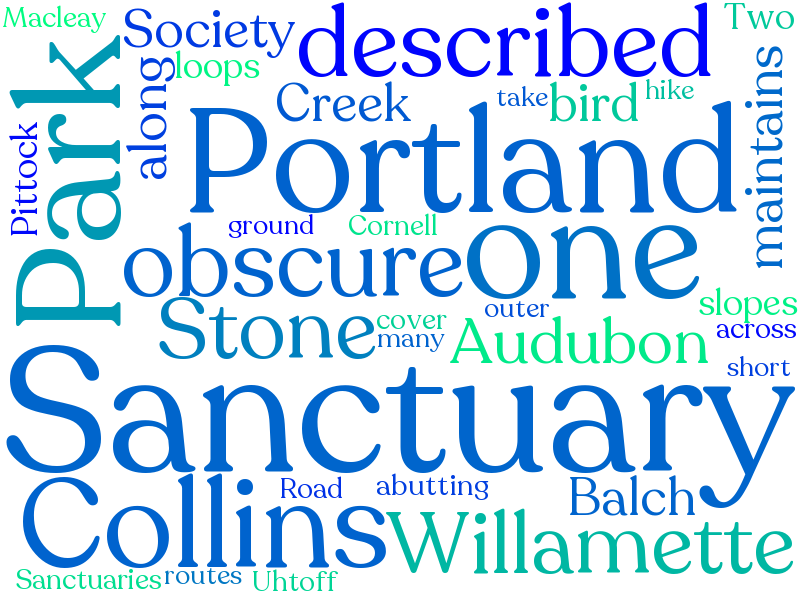 Macleay
Society
described
Two
loops
Park
along
Creek
take
bird
hike
maintains
Pittock
Portland
ground
Cornell
obscure
one
Stone
cover
many
outer
Audubon
slopes
across
short
Sanctuary
Collins
Road
abutting
Balch
Willamette
Sanctuaries
routes
Uhtoff